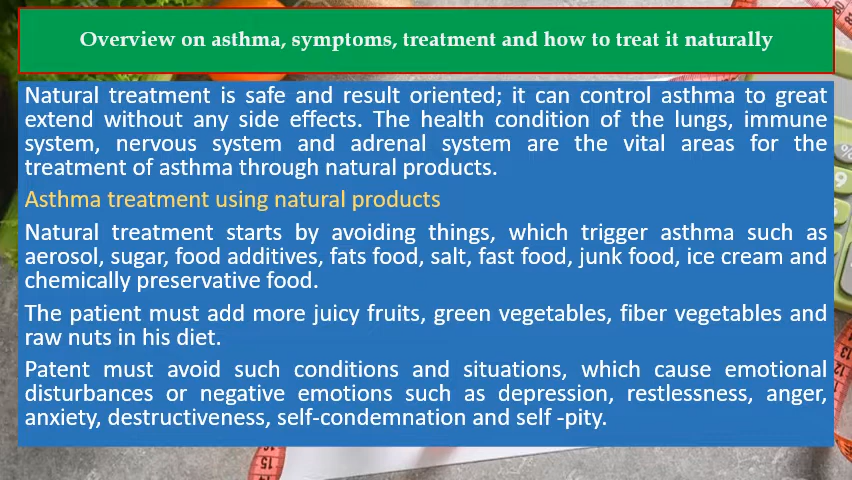 Overview on asthma, symptoms, treatment and how to treat it naturally
Natural treatment is safe and result oriented; it can control asthma to great
extend without any side effects. The health condition of the lungs, immune
system, nervous system and adrenal system are the vital areas for the
treatment of asthma through natural products.
Asthma treatment using natural products
Natural treatment starts by avoiding things, which trigger asthma such as
aerosol, sugar, food additives, fats food, salt, fast food, junk food, ice cream and
chemically preservative food.
The patient must add more juicy fruits, green vegetables, fiber vegetables and
raw nuts in his diet.
Patent must avoid such conditions and situations, which cause emotional
disturbances or negative emotions such as depression, restlessness, anger,
anxiety, destructiveness, self-condemnation and self -pity.